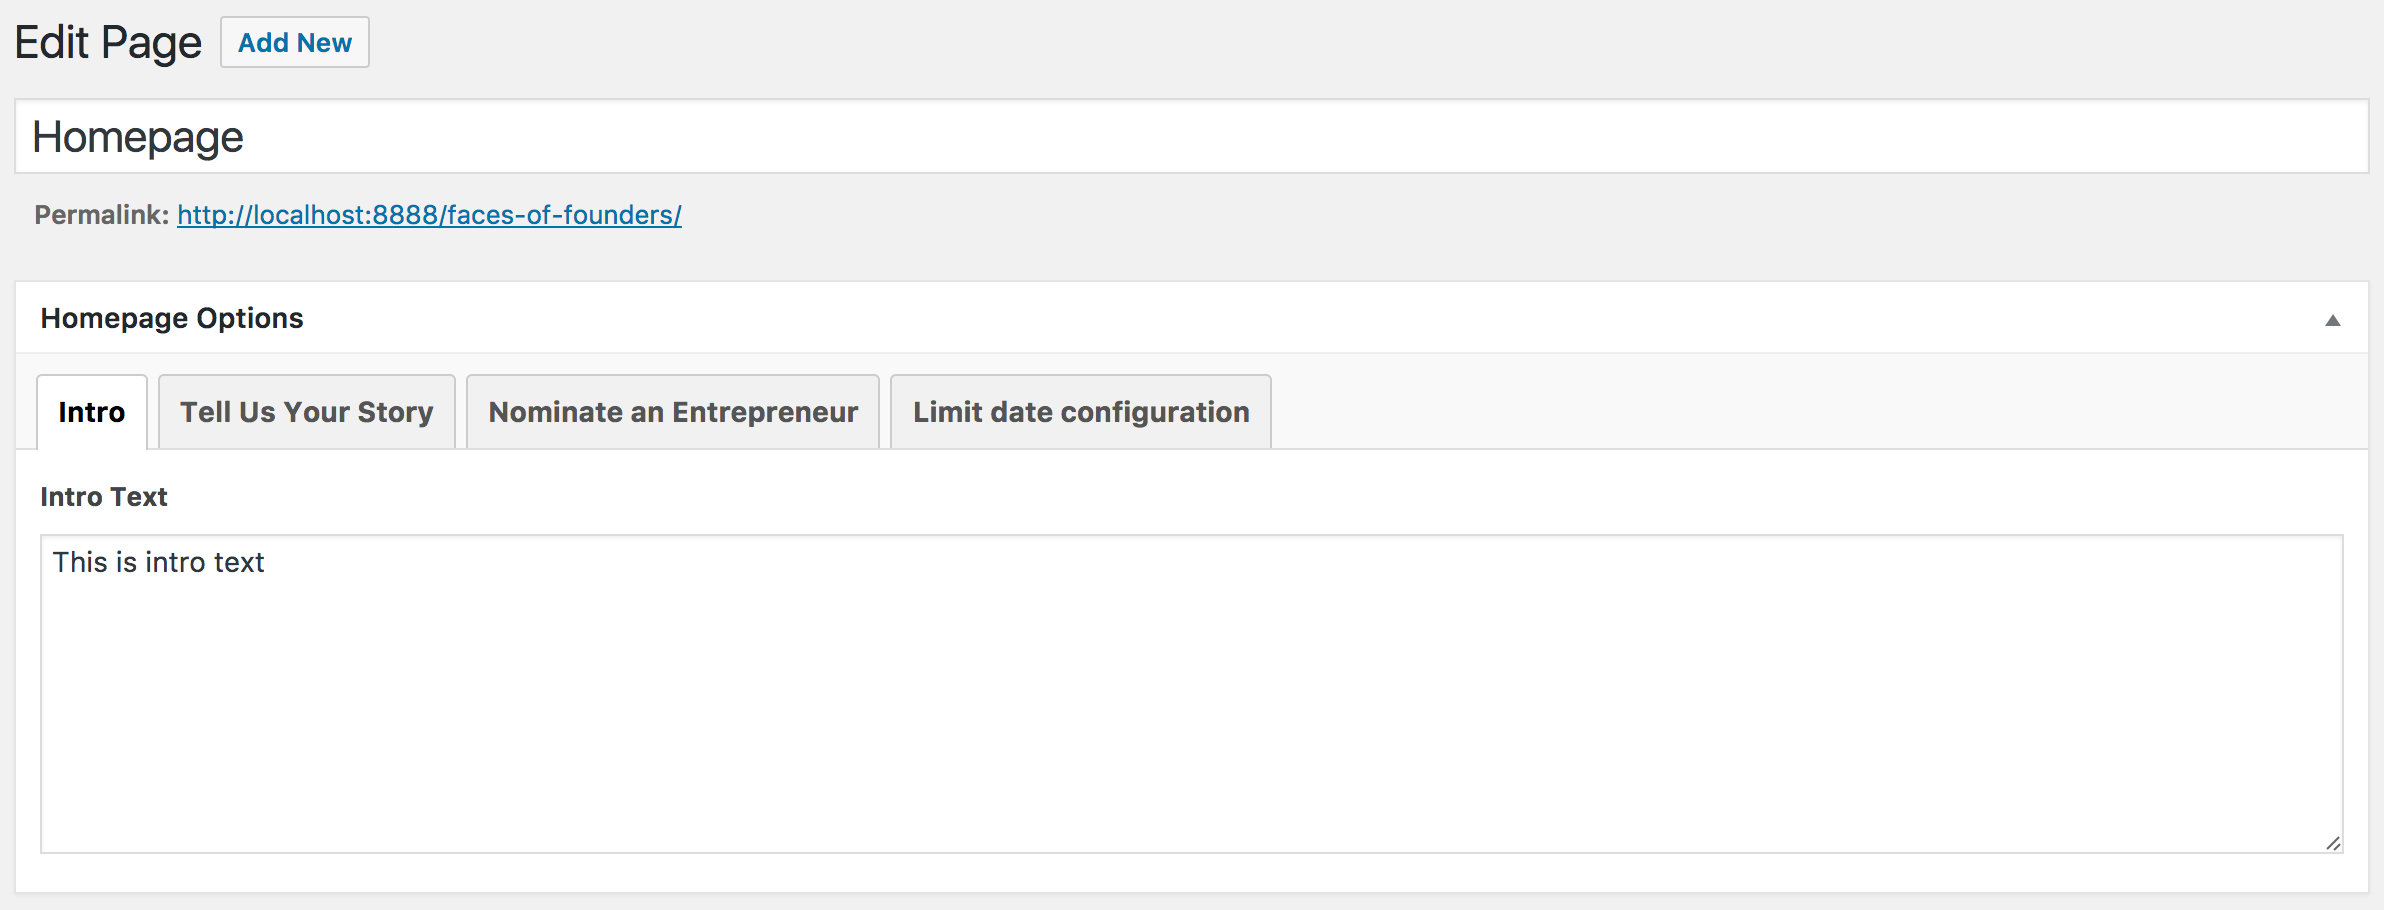 Edit Page Add New
Homepage
Permalink: http://localhost:8888/faces-of-founders/
Homepage Options
Intro Tell Us Your Story Nominate an Entrepreneur Limit date configuration
Intro Text
This is intro text